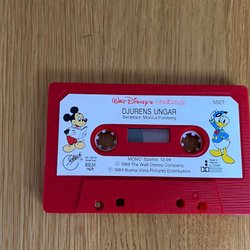 WALT DISNEY'S
5527
DJURENS UNGAR
Berättare: Monica Forsberg
MONO Speltid 13:09
© 1989 The Walt Disney Company
© 1984 Buena Vista Pictures Distribution